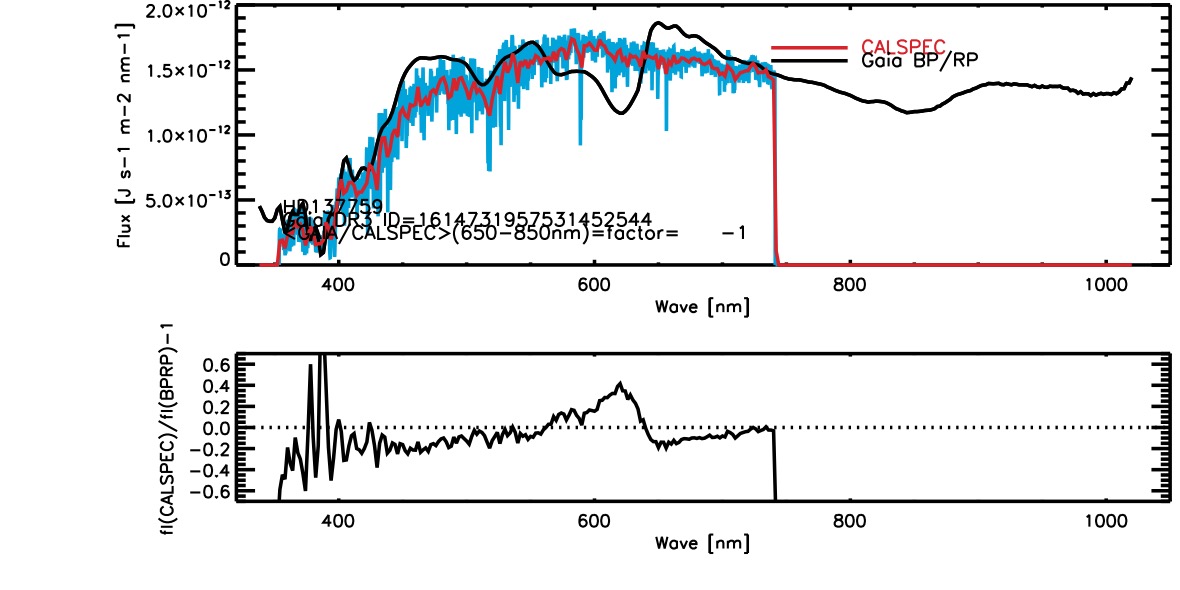 2.0×10−12
1.5×10−12
1.0×10−12
5.0×10−13
0
Flux [J s−1 m−2 nm−1]
CALSPEC
Gaia BP/RP
HD137759
Gaia DR3 ID=1614731957531452544
<GAIA/CALSPEC>(650−850nm)=factor= −1
400 600 800 1000
Wave [nm]
fl(CALSPEC)/fl(BPRP)−1
0.6
0.4
0.2
0.0
−0.2
−0.4
−0.6
400 600 800 1000
Wave [nm]